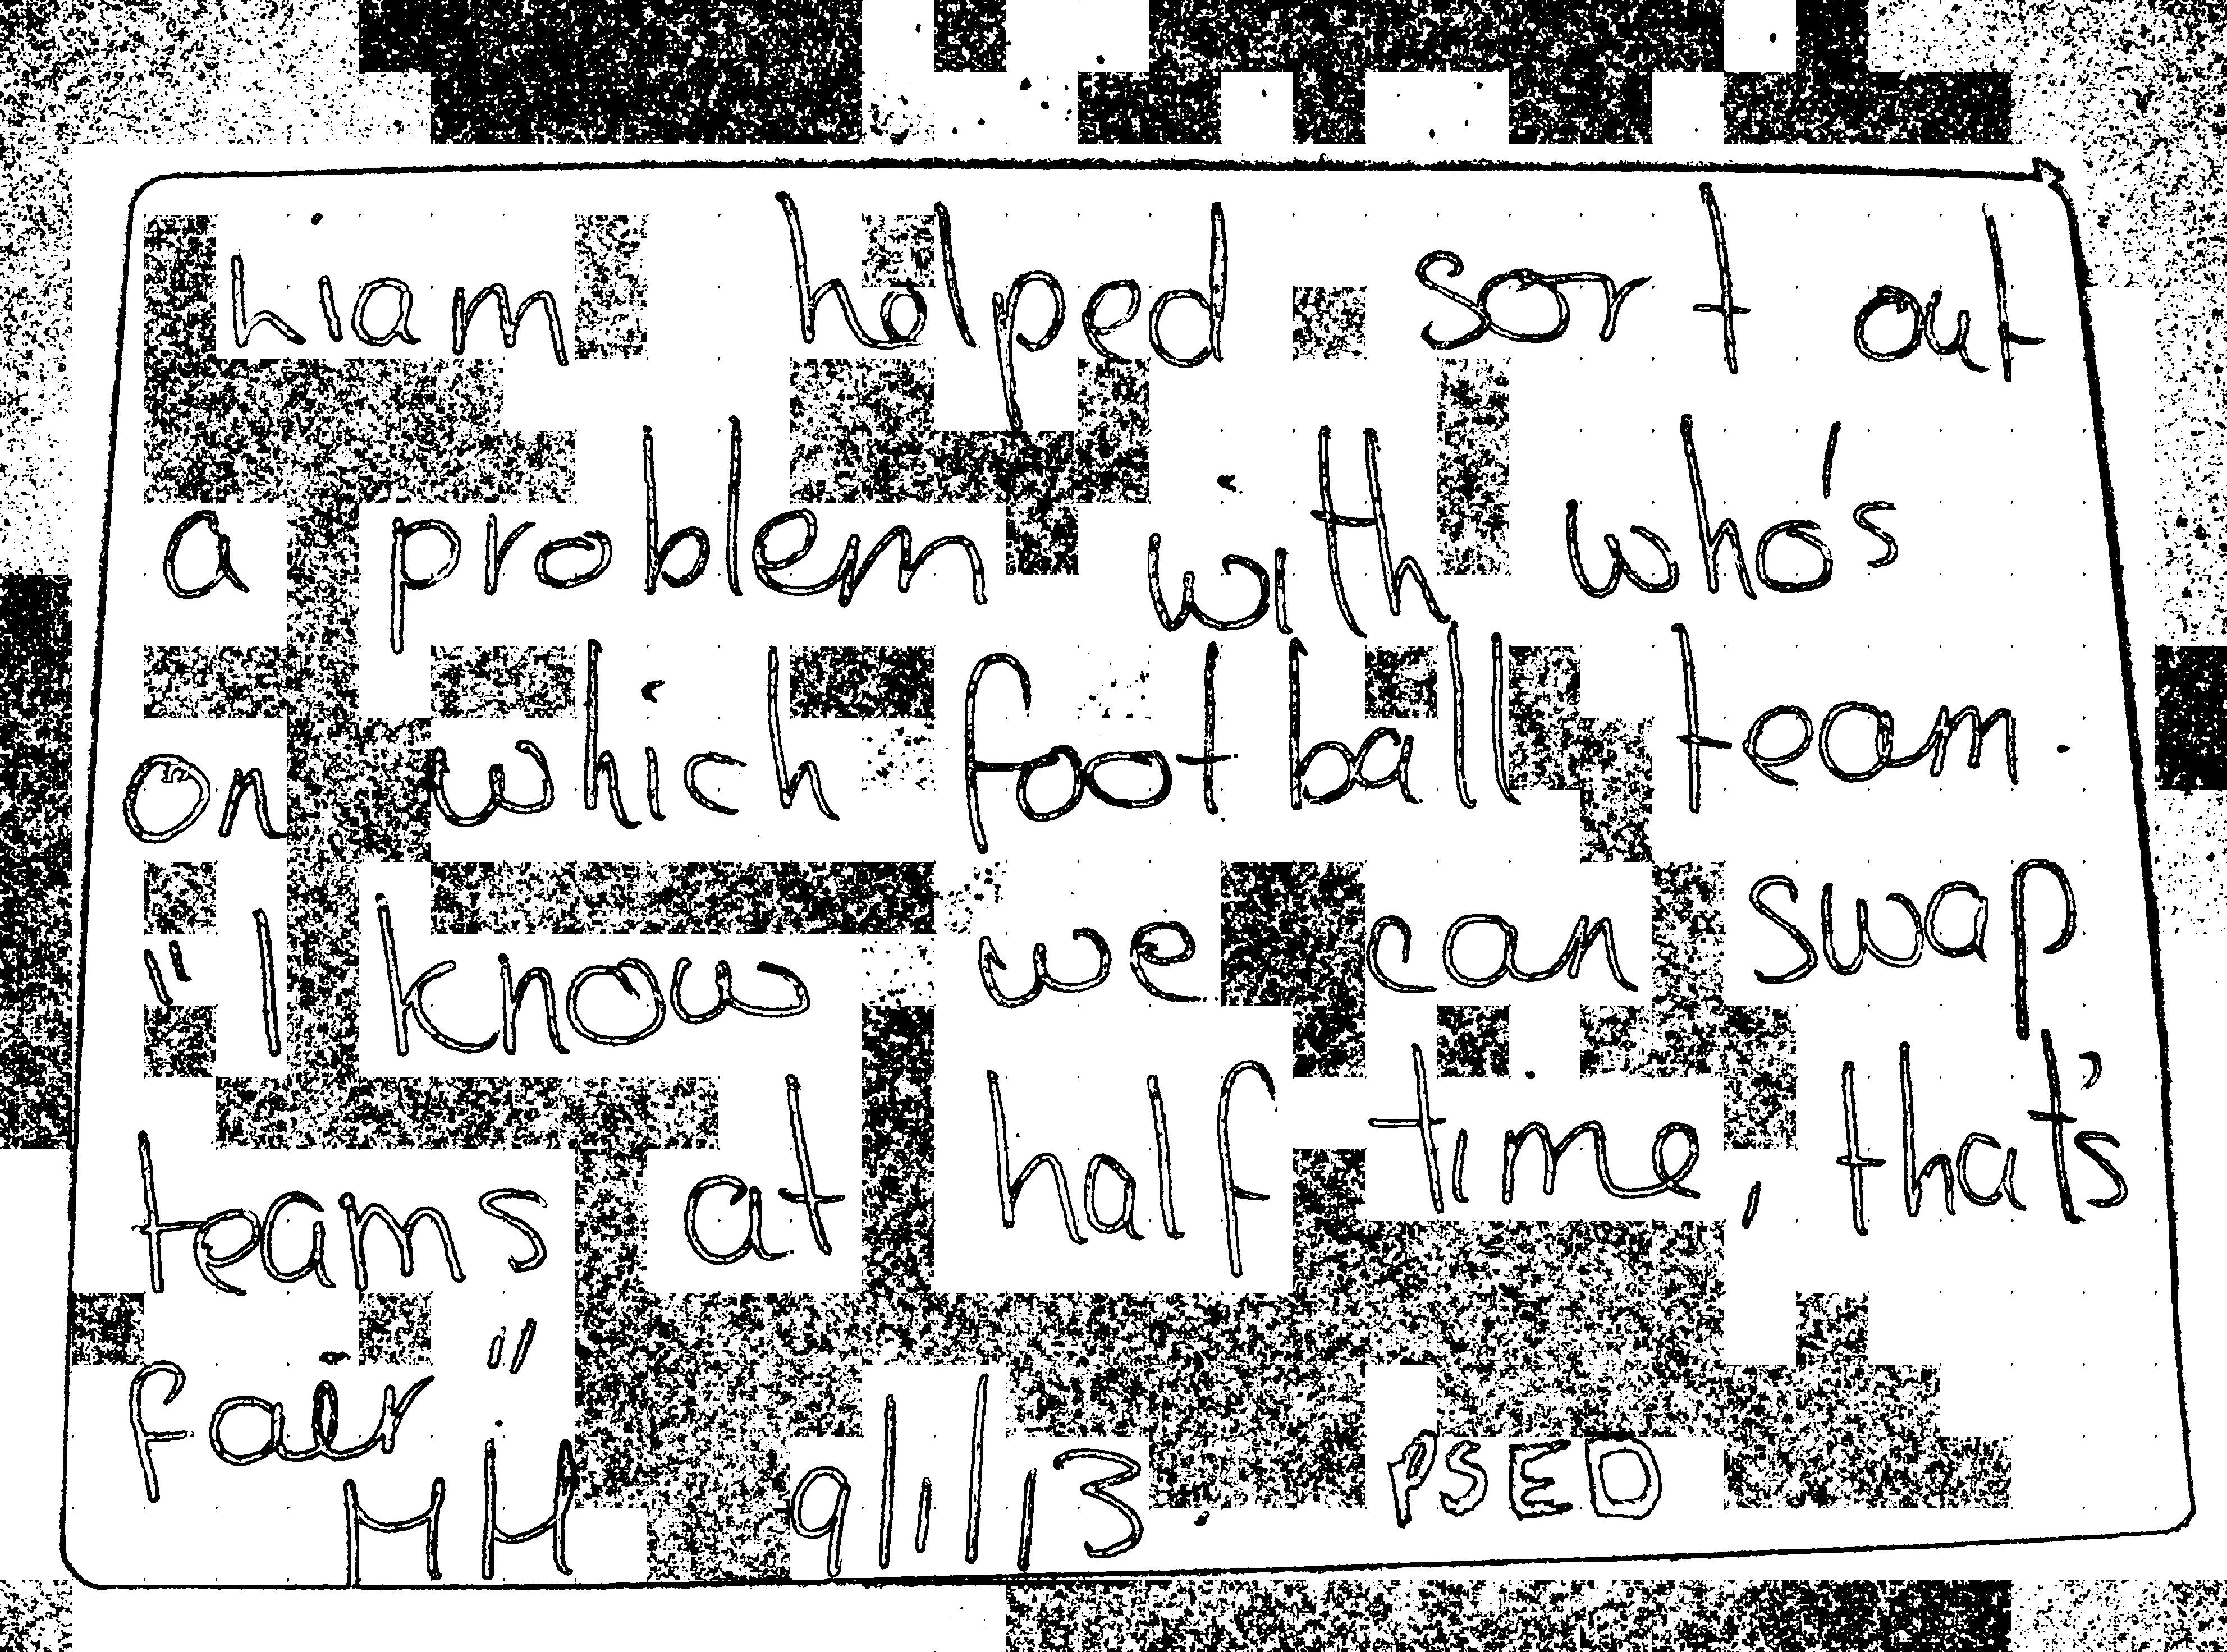 Liam helped sort out
a problem with who's
on which football team.
"I know we can swap
teams at half time, that's
fair"
MM 9/1/13 PSED